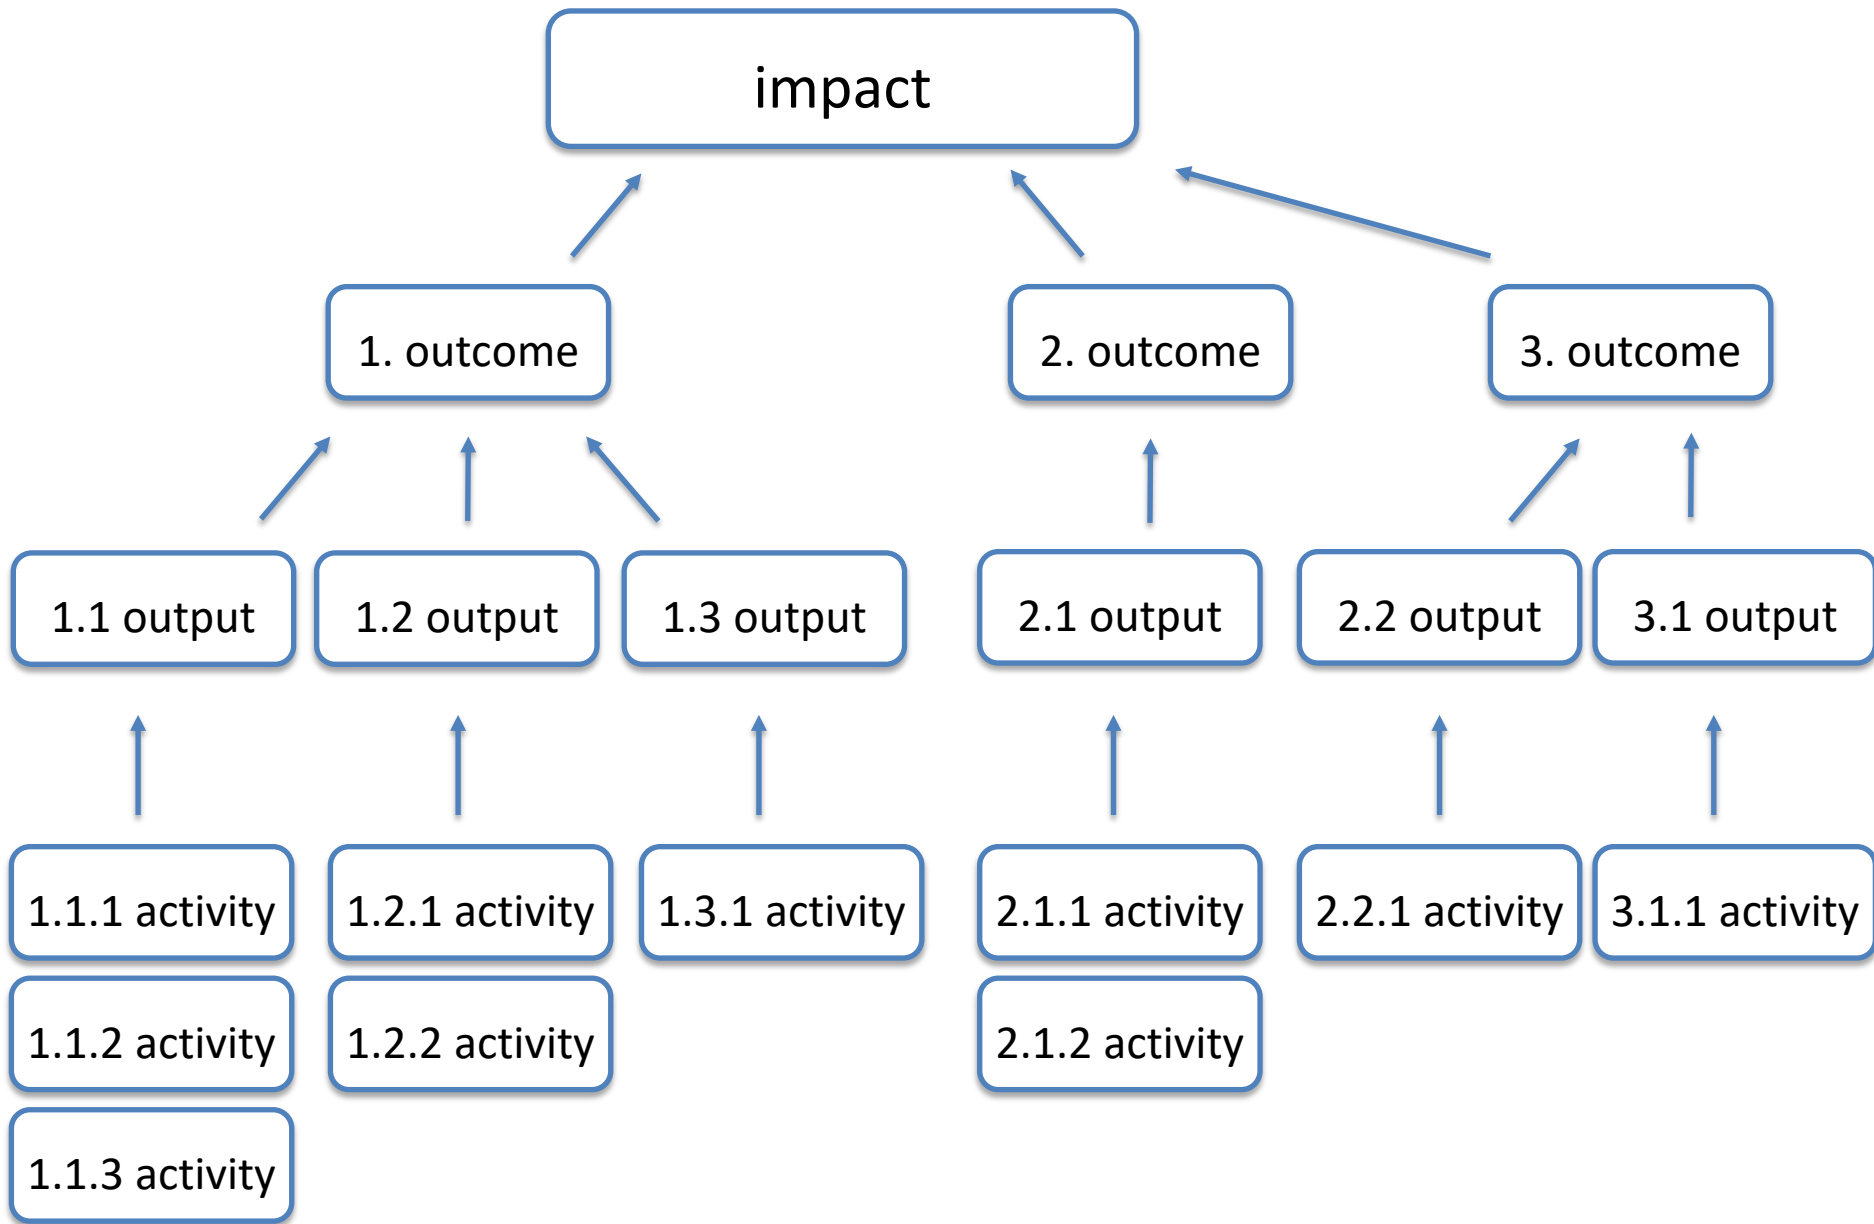 impact
1. outcome
2. outcome
3. outcome
1.1 output
1.2 output
1.3 output
2.1 output
2.2 output
3.1 output
1.1.1 activity
1.2.1 activity
1.3.1 activity
2.1.1 activity
2.2.1 activity
3.1.1 activity
1.1.2 activity
1.2.2 activity
2.1.2 activity
1.1.3 activity